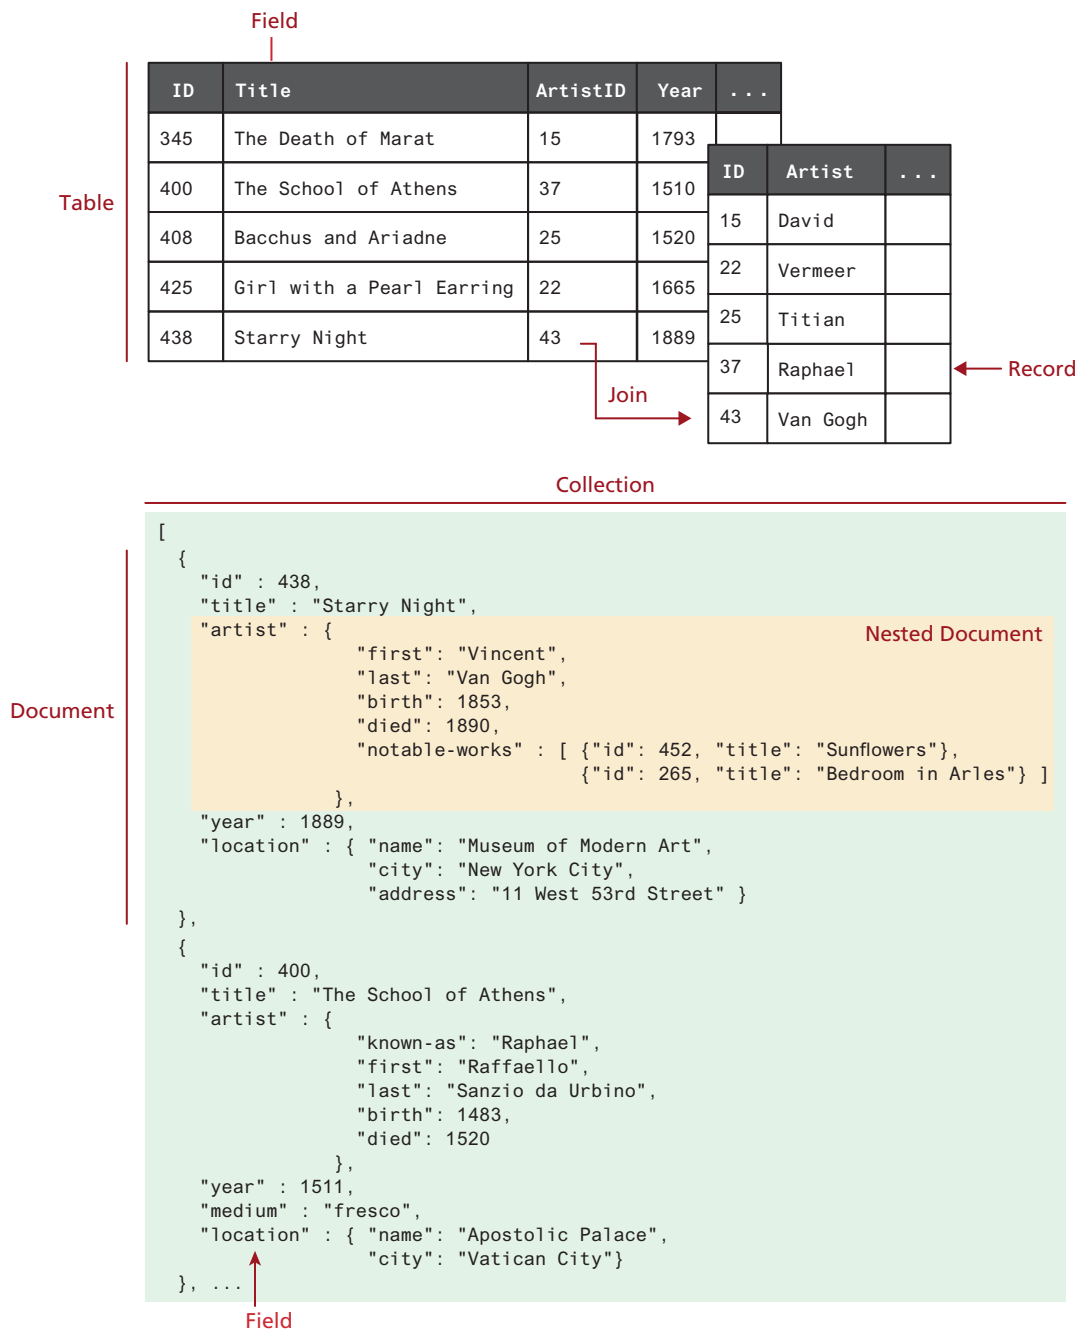 Field
ID Title ArtistID Year ...
345 The Death of Marat 15 1793
400 The School of Athens 37 1510
408 Bacchus and Ariadne 25 1520
425 Girl with a Pearl Earring 22 1665
438 Starry Night 43 1889
Table
ID Artist ...
15 David
22 Vermeer
25 Titian
37 Raphael
43 Van Gogh
Record
Join
Collection
[
{
"id" : 438,
"title" : "Starry Night",
"artist" : {
Nested Document
"first": "Vincent",
"last": "Van Gogh",
"birth": 1853,
"died": 1890,
"notable-works" : [ {"id": 452, "title": "Sunflowers"},
{"id": 265, "title": "Bedroom in Arles"} ]
},
"year" : 1889,
"location" : { "name": "Museum of Modern Art",
"city": "New York City",
"address": "11 West 53rd Street" }
},
Document
{
"id" : 400,
"title" : "The School of Athens",
"artist" : {
"known-as": "Raphael",
"first": "Raffaello",
"last": "Sanzio da Urbino",
"birth": 1483,
"died": 1520
},
"year" : 1511,
"medium" : "fresco",
"location" : { "name": "Apostolic Palace",
"city": "Vatican City"}
}, ...
Field